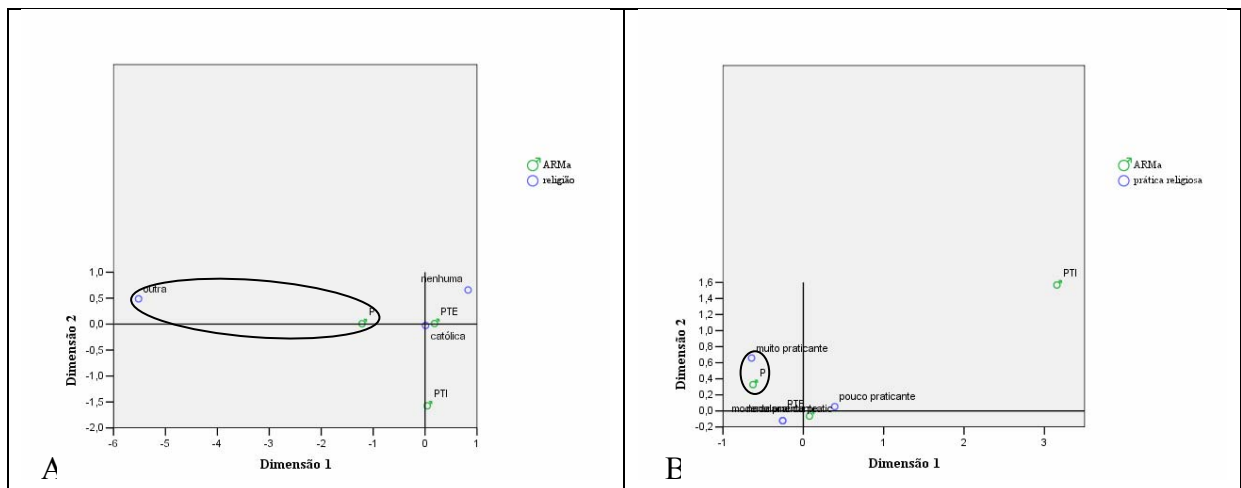 ARMa
religião
1,0
0,5
0,0
-0,5
-1,0
-1,5
-2,0
outra
P
nenhuma
PTE
católica
PTI
-6
-5
-4
-3
-2
-1
0
1
Dimensão 2
Dimensão 1
A
ARMa
prática religiosa
1,6
1,4
1,2
1,0
0,8
0,6
0,4
0,2
0,0
-0,2
PTI
muito praticante
P
PTE
pouco praticante
-1
0
1
2
3
Dimensão 2
Dimensão 1
B